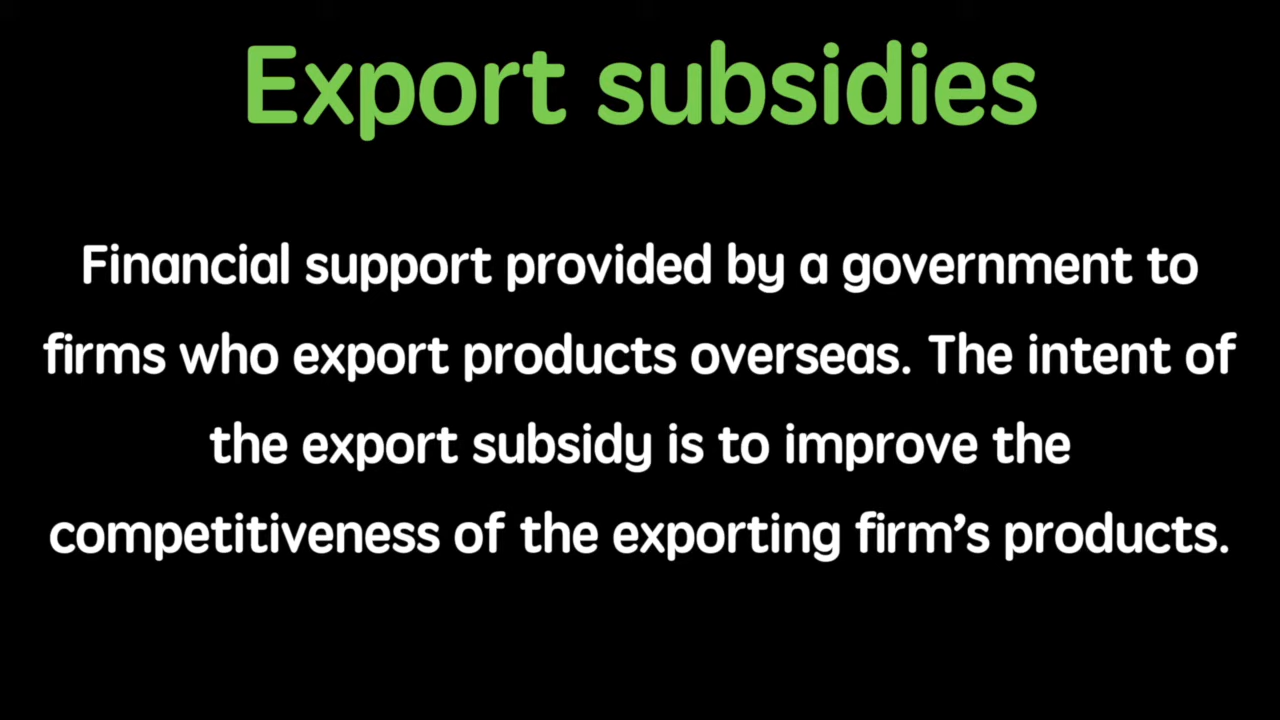 Export subsidies
Financial support provided by a government to
firms who export products overseas. The intent of
the export subsidy is to improve the
competitiveness of the exporting firm’s products.